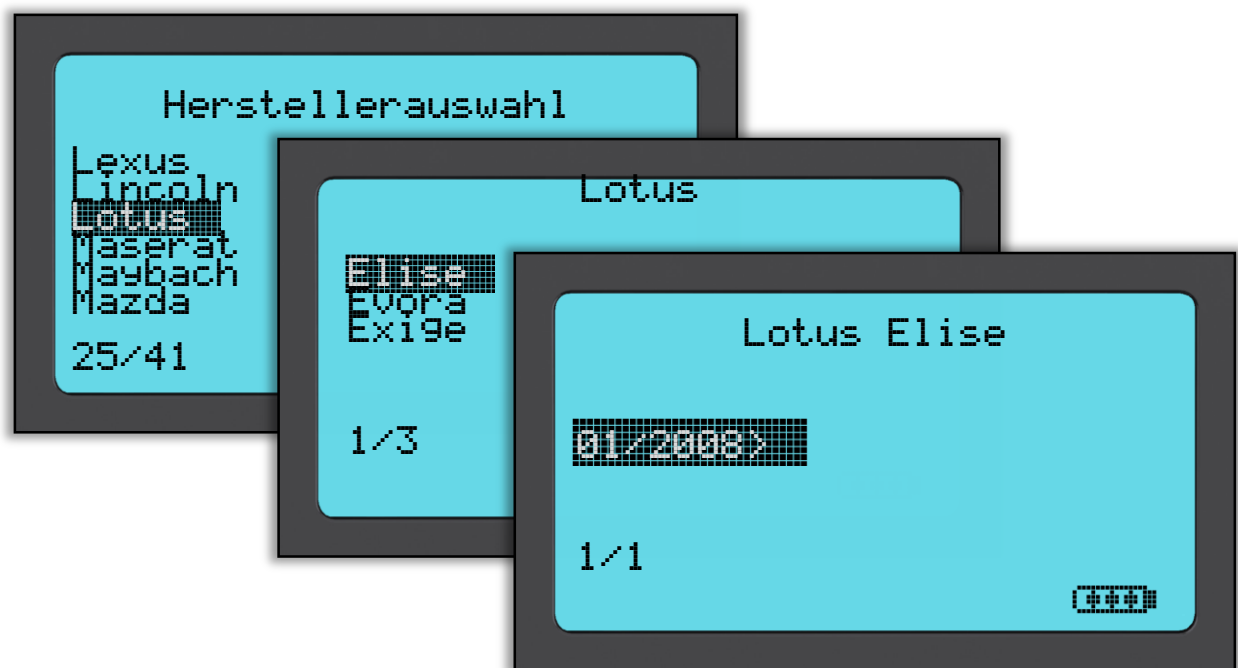 Herstellerauswahl
Lexus
Lincoln
Lotus
Maserat
Maybach
Mazda
25/41
Lotus
Elise
Evora
Exige
1/3
Lotus Elise
01/2008>
1/1